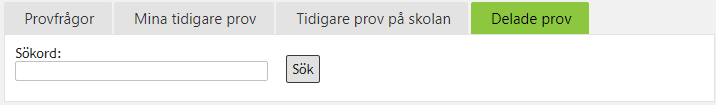 Provfrågor Mina tidigare prov Tidigare prov på skolan Delade prov
Sökord:
Sök